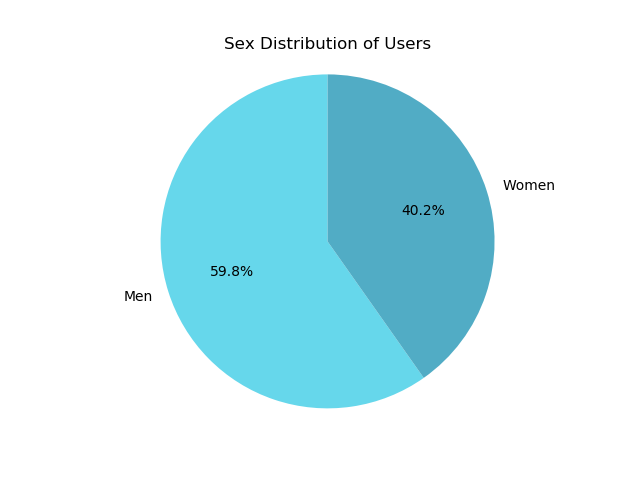 Sex Distribution of Users
Women
40.2%
59.8%
Men